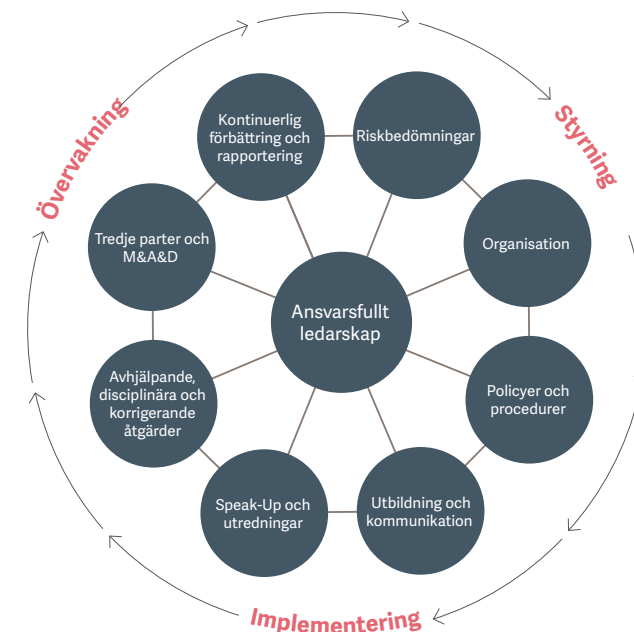 Övervakning
Styrning
Kontinuerlig
förbättring och
rapportering
Riskbedömningar
Tredje parter och
M&A&D
Organisation
Ansvarsfullt
ledarskap
Avhjälpande,
disciplinära och
korrigerande
åtgärder
Policyer och
procedurer
Speak-Up och
utredningar
Utbildning och
kommunikation
Implementering